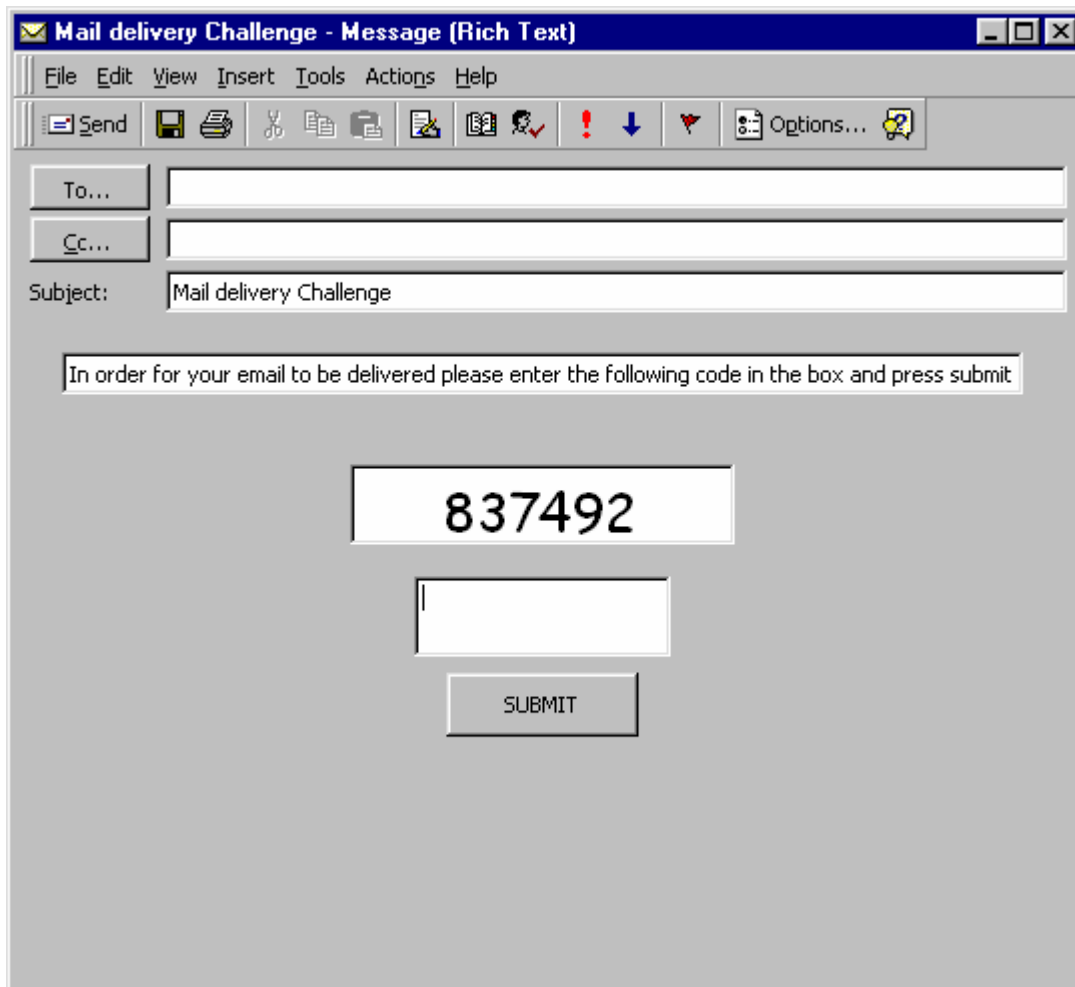 Mail delivery Challenge - Message (Rich Text)
File Edit View Insert Tools Actions Help
Send Options...
To...
Cc...
Subject: Mail delivery Challenge
In order for your email to be delivered please enter the following code in the box and press submit
837492
SUBMIT